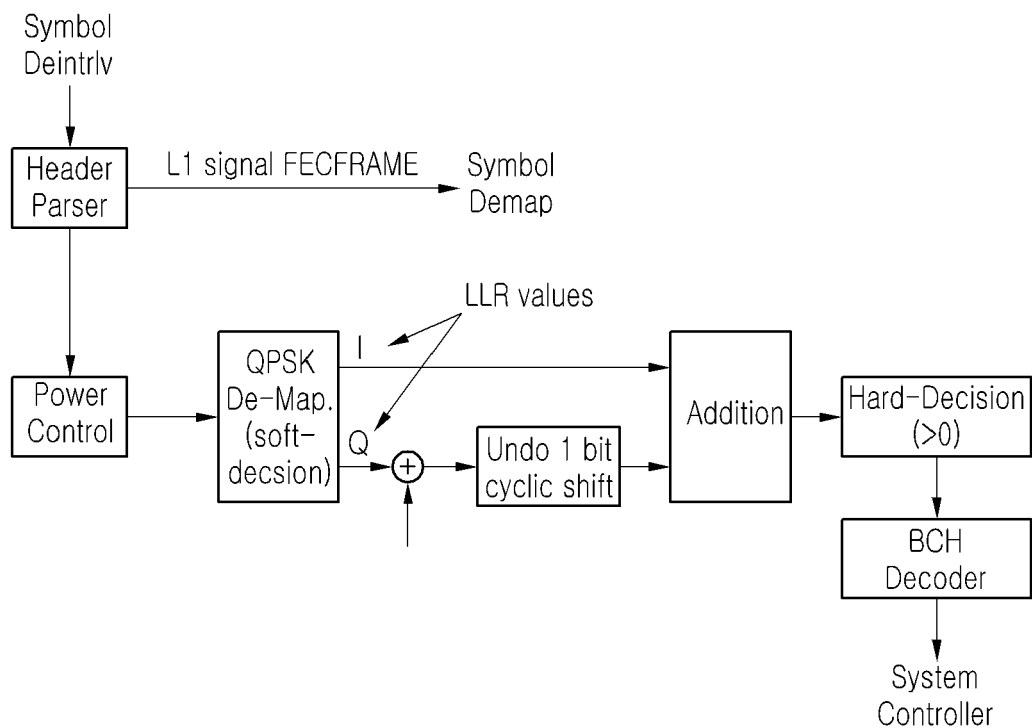 Symbol
Deintrlv
Header
Parser
L1 signal FECFRAME
Symbol
Demap
LLR values
Power
Control
QPSK
De-Map.
(soft-
decsion)
I
Q
+
Undo 1 bit
cyclic shift
Addition
Hard-Decision
(>0)
BCH
Decoder
System
Controller